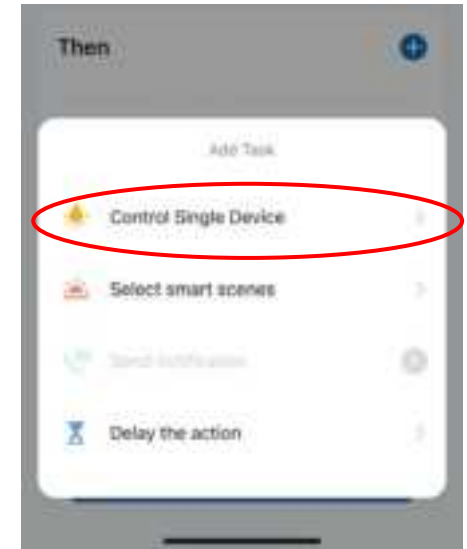 Then
Add Task
Control Single Device
Select smart scenes
Send notification
Delay the action